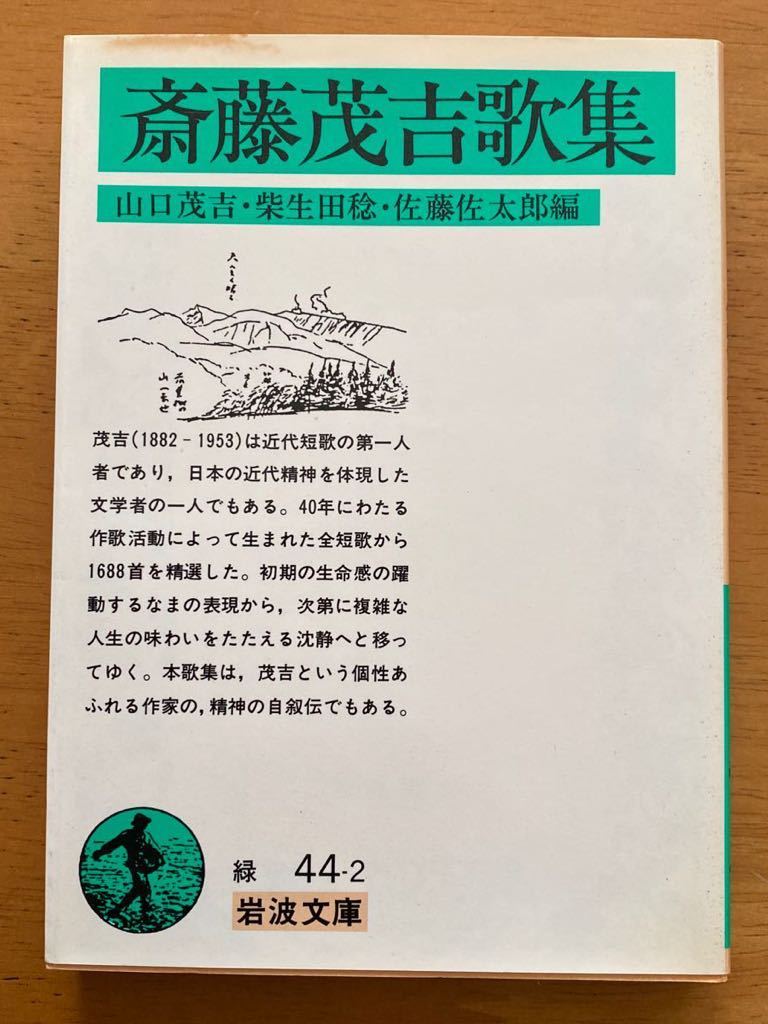 斎藤茂吉歌集
山口茂吉・柴生田稔・佐藤佐太郎編
茂吉(1882-1953)は近代短歌の第一人
者であり,日本の近代精神を体現した
文学者の一人でもある。40年にわたる
作歌活動によって生まれた全短歌から
1688首を精選した。初期の生命感の躍
動するなまの表現から,次第に複雑な
人生の味わいをたたえる沈静へと移っ
てゆく。本歌集は,茂吉という個性あ
ふれる作家の,精神の自叙伝でもある。
緑 44-2
岩波文庫